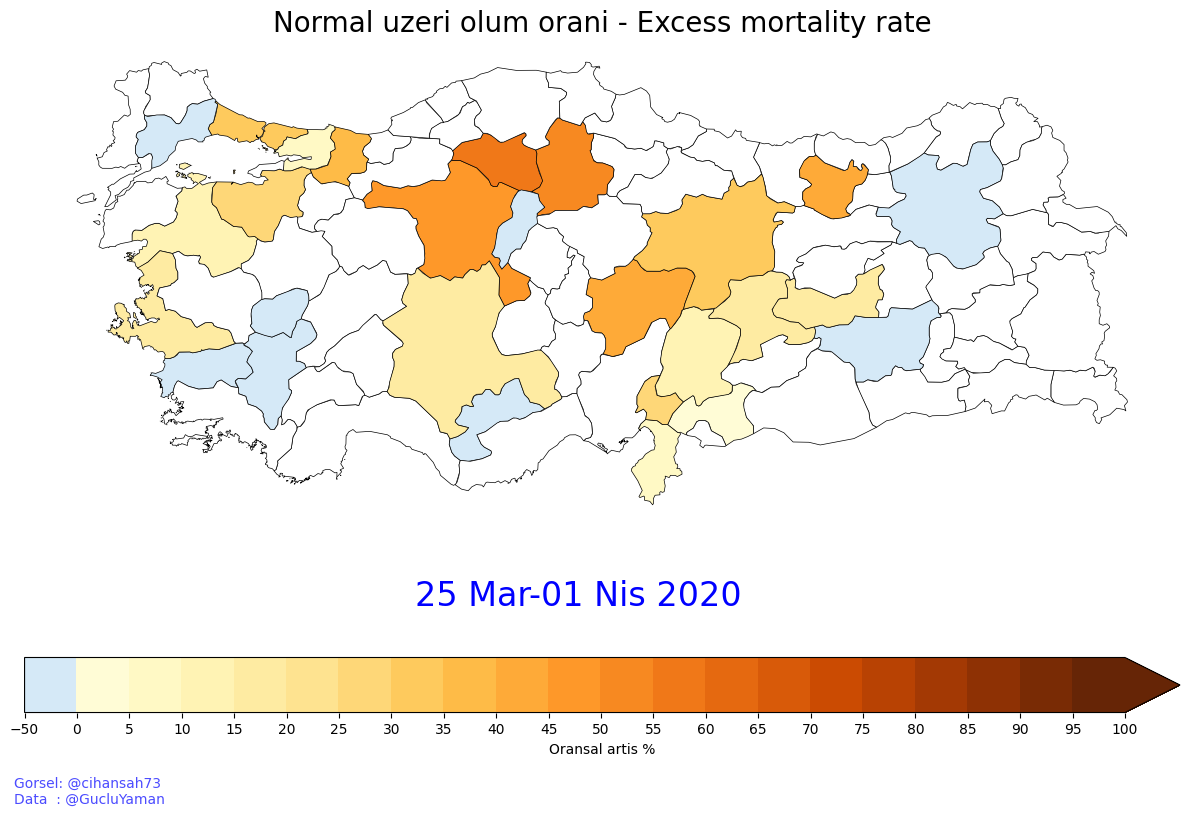 Normal uzeri olum orani - Excess mortality rate
25 Mar-01 Nis 2020
−50 0 5 10 15 20 25 30 35 40 45 50 55 60 65 70 75 80 85 90 95 100
Oransal artis %
Gorsel: @cihansah73
Data : @GucluYaman